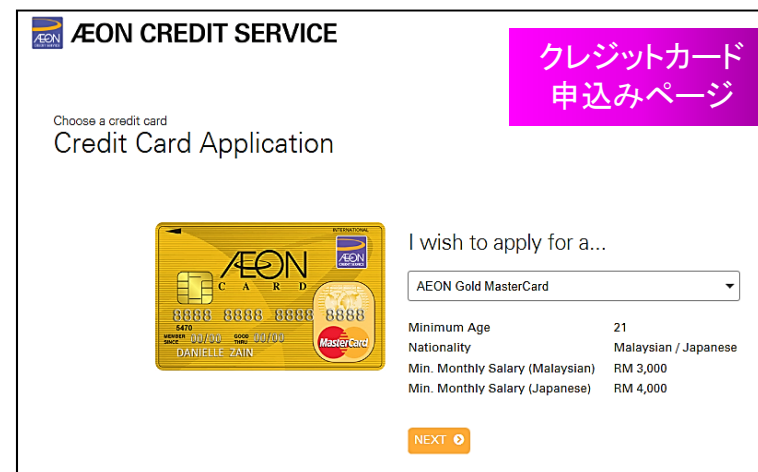 ÆON CREDIT SERVICE
クレジットカード
申込みページ
Choose a credit card
Credit Card Application
INTERNATIONAL
ÆON
CARD
8888 8888 8888 8888
5470
MEMBER SINCE 00/00 GOOD THRU 00/00
DANIELLE ZAIN
MasterCard
I wish to apply for a...
AEON Gold MasterCard
Minimum Age 21
Nationality Malaysian / Japanese
Min. Monthly Salary (Malaysian) RM 3,000
Min. Monthly Salary (Japanese) RM 4,000
NEXT